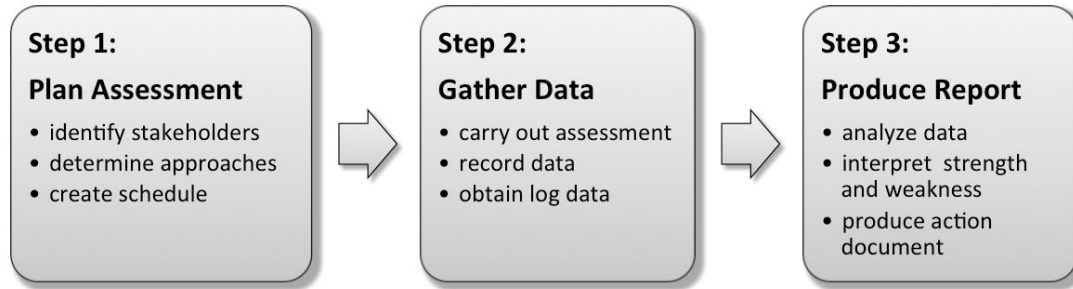 Step 1:
Plan Assessment
• identify stakeholders
• determine approaches
• create schedule
Step 2:
Gather Data
• carry out assessment
• record data
• obtain log data
Step 3:
Produce Report
• analyze data
• interpret strength
and weakness
• produce action
document